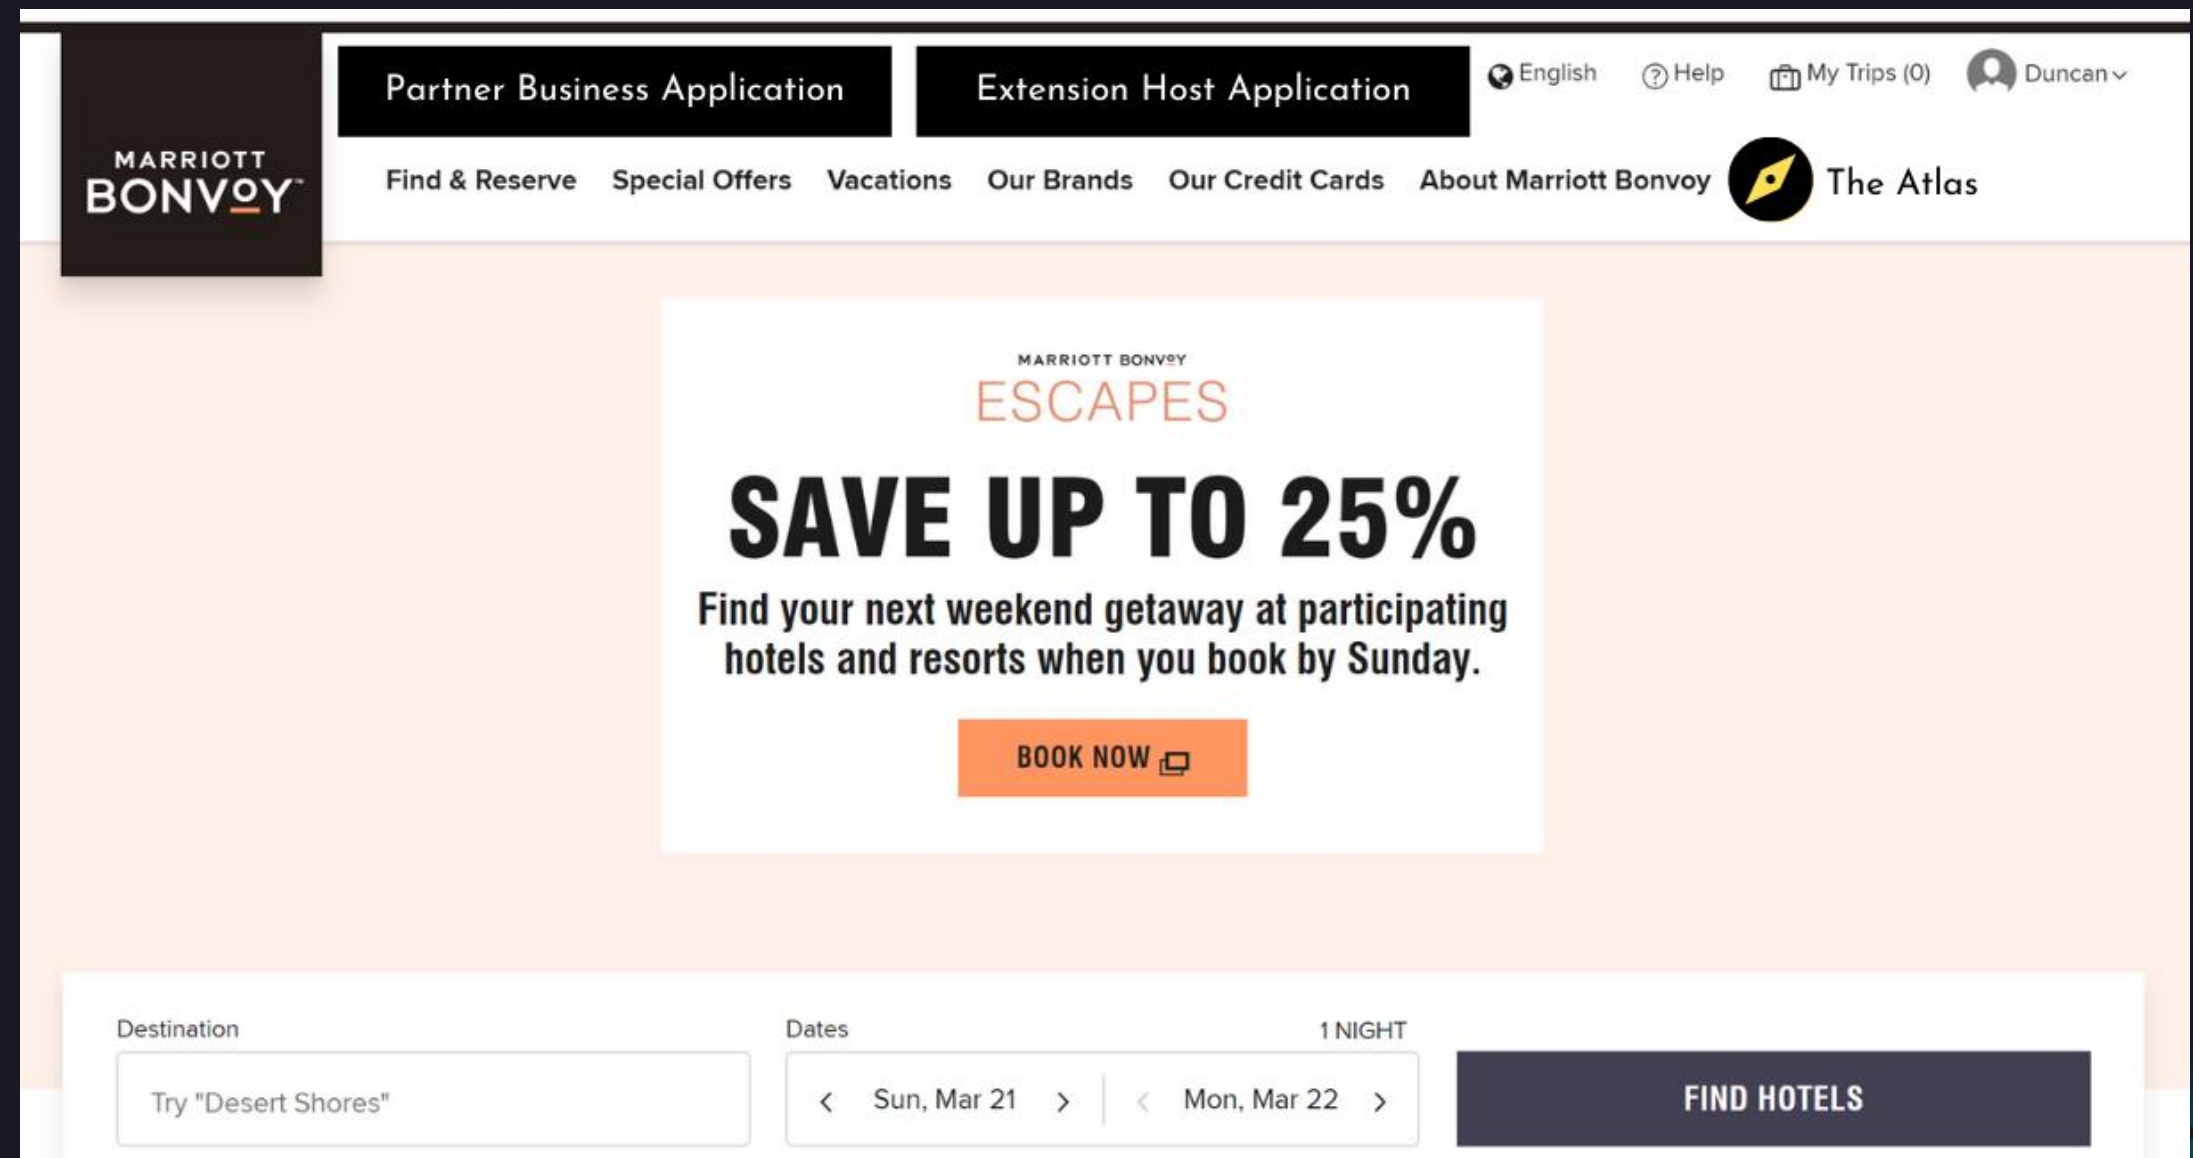 Partner Business Application
Extension Host Application
English
Help
My Trips (0)
Duncan
MARRIOTT
BONVOY™
Find & Reserve
Special Offers
Vacations
Our Brands
Our Credit Cards
About Marriott Bonvoy
The Atlas
MARRIOTT BONVOY
ESCAPES
SAVE UP TO 25%
Find your next weekend getaway at participating
hotels and resorts when you book by Sunday.
BOOK NOW
Destination
Dates
1 NIGHT
Try "Desert Shores"
Sun, Mar 21
Mon, Mar 22
FIND HOTELS